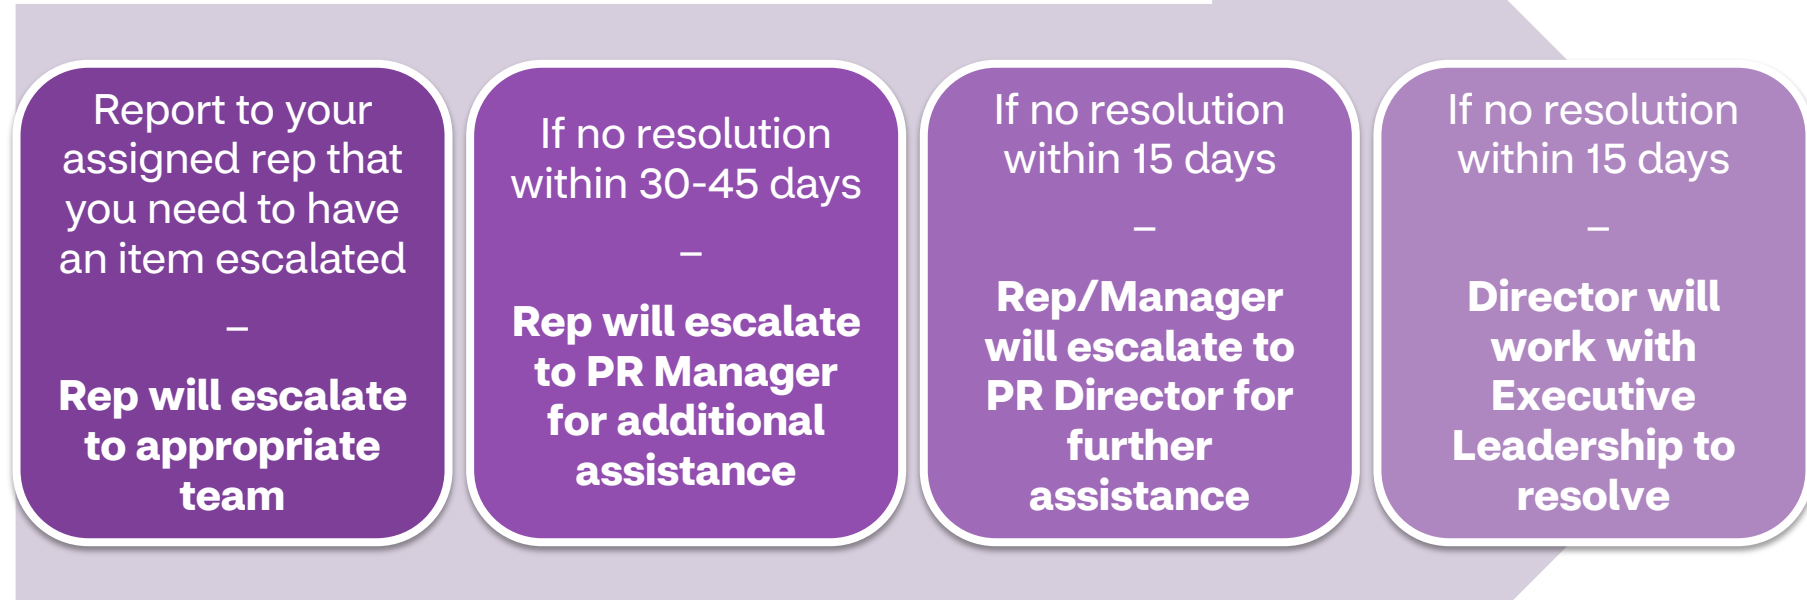 Report to your
assigned rep that
you need to have
an item escalated
–
Rep will escalate
to appropriate
team
If no resolution
within 30-45 days
–
Rep will escalate
to PR Manager
for additional
assistance
If no resolution
within 15 days
–
Rep/Manager
will escalate to
PR Director for
further
assistance
If no resolution
within 15 days
–
Director will
work with
Executive
Leadership to
resolve